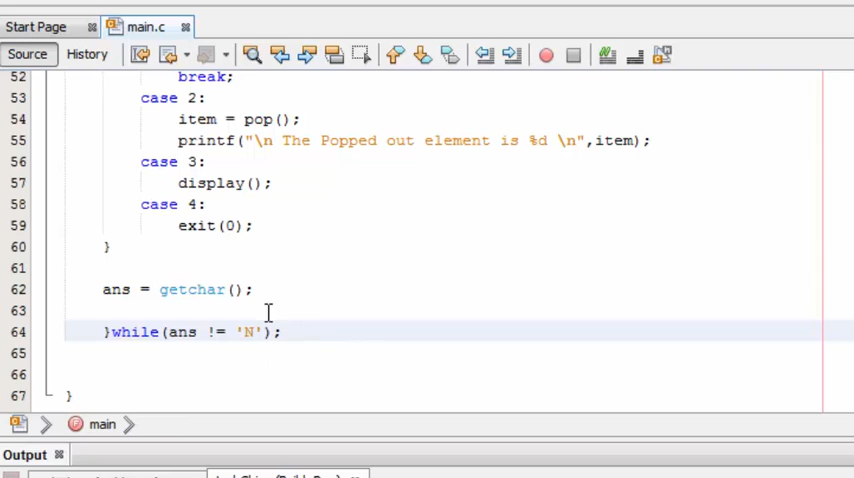 Start Page main.c
Source History
52 break;
53 case 2:
54 item = pop();
55 printf("\n The Popped out element is %d \n",item);
56 case 3:
57 display();
58 case 4:
59 exit(0);
60 }
61
62 ans = getchar();
63
64 }while(ans != 'N');
65
66
67 }
main
Output